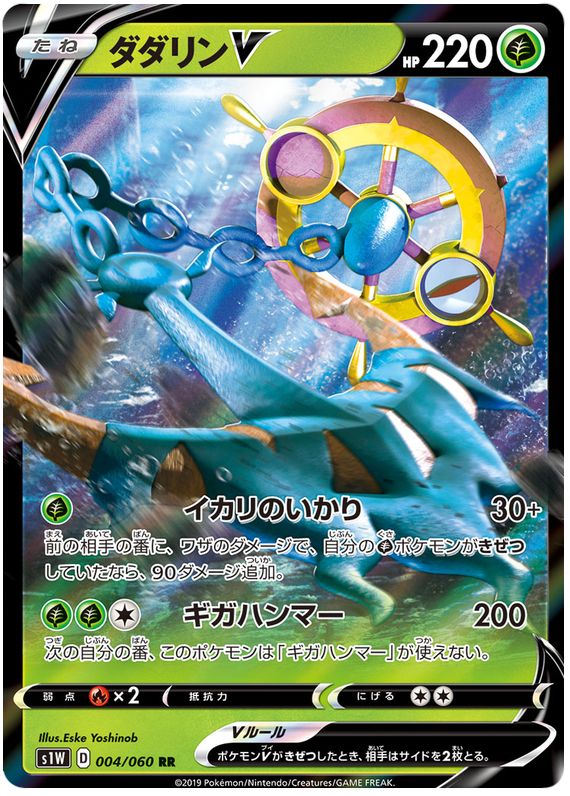 たね ダダリンV HP220
イカリのいかり 30+
前の相手の番に、ワザのダメージで、自分のポケモンがきぜつ
していたなら、90ダメージ追加。
ギガハンマー 200
次の自分の番、このポケモンは「ギガハンマー」が使えない。
弱点 ×2 抵抗力 にげる
Illus.Eske Yoshinob
Vルール
s1W D 004/060 RR
ポケモンVがきぜつしたとき、相手はサイドを2枚とる。
©2019 Pokémon/Nintendo/Creatures/GAME FREAK.